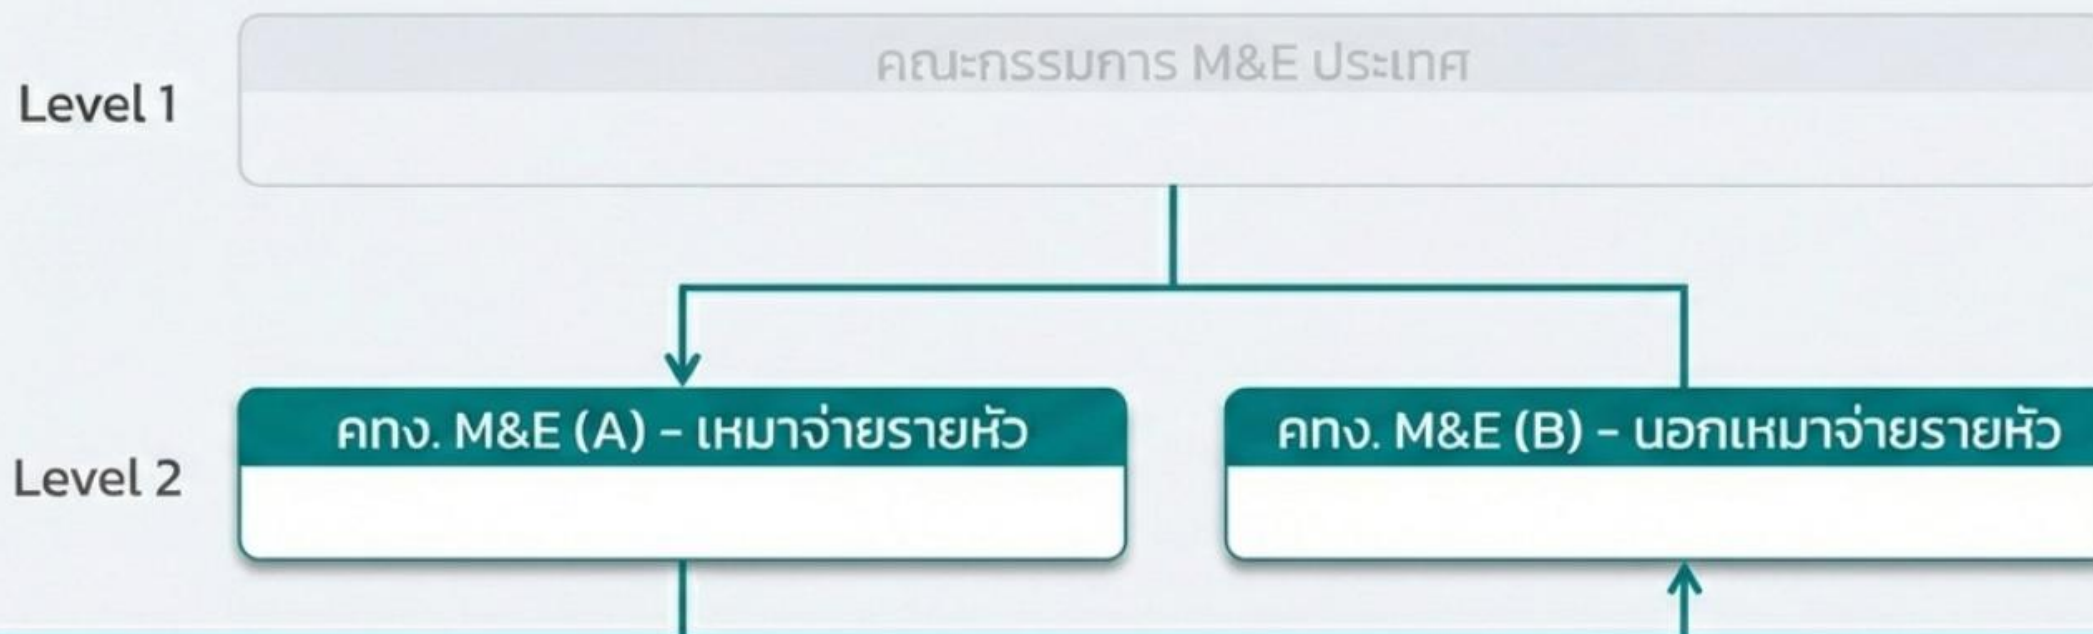 คณะกรรมการ M&E ประเทศ
Level 1
คทง. M&E (A) - เหมาจ่ายรายหัว
คทง. M&E (B) - นอกเหมาจ่ายรายหัว
Level 2